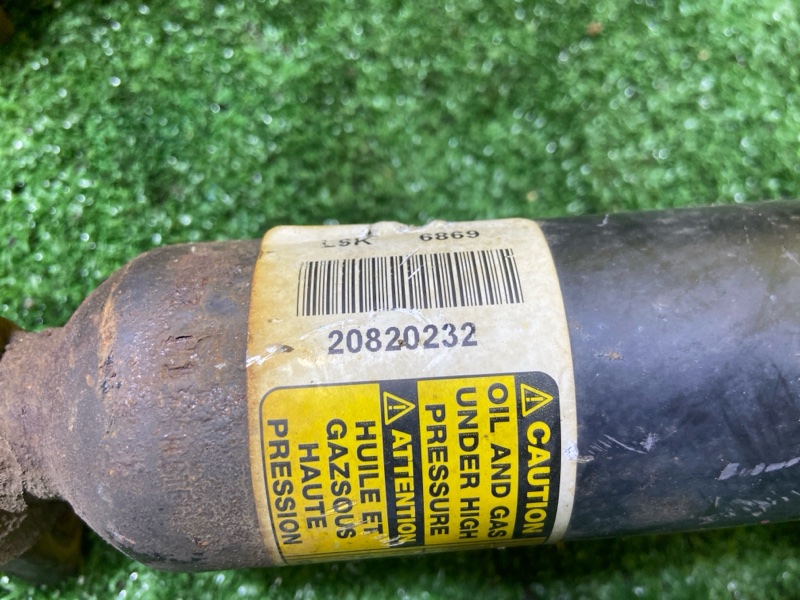 LSK 6869
20820232
CAUTION
OIL AND GAS
UNDER HIGH
PRESSURE
ATTENTION
HUILE ET
GAZSOUS
HAUTE
PRESSION